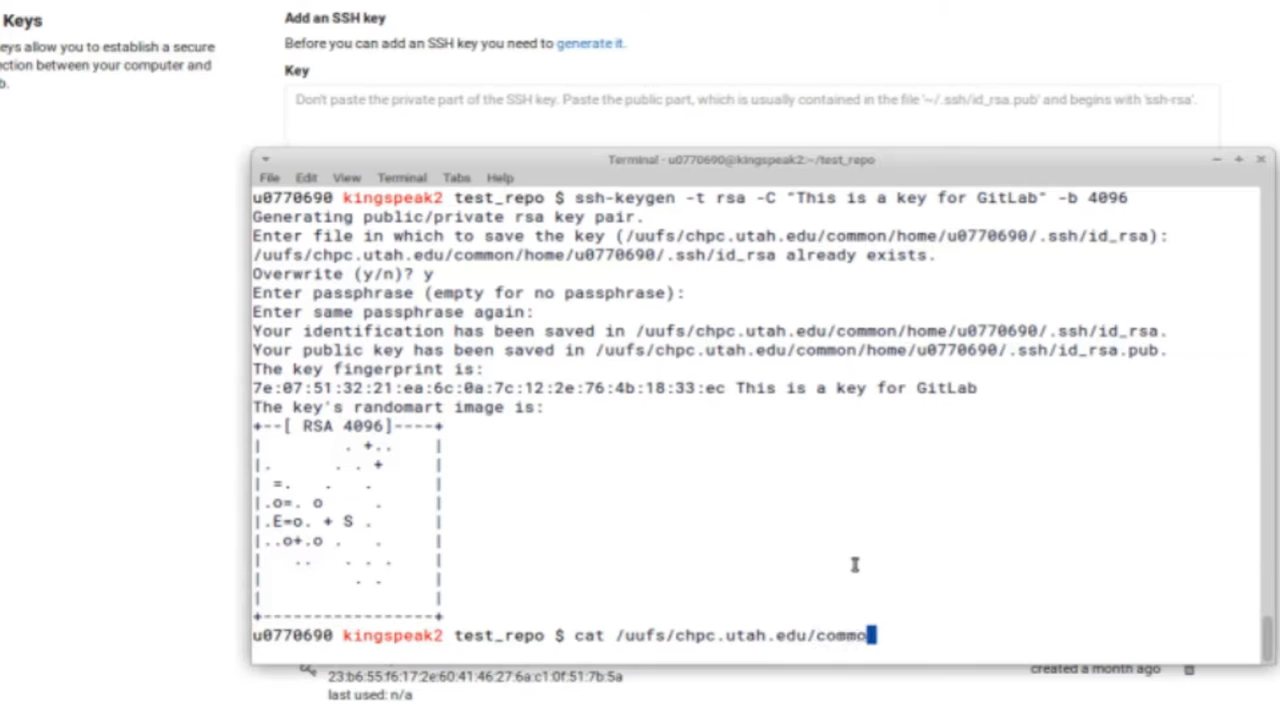 Keys
eys allow you to establish a secure
ction between your computer and
b.
Add an SSH key
Before you can add an SSH key you need to generate it.
Key
Don't paste the private part of the SSH key. Paste the public part, which is usually contained in the file '~/.ssh/id_rsa.pub' and begins with 'ssh-rsa'.
Terminal - u0770690@kingspeak2:~/test_repo
File Edit View Terminal Tabs Help
u0770690 kingspeak2 test_repo $ ssh-keygen -t rsa -C "This is a key for GitLab" -b 4096
Generating public/private rsa key pair.
Enter file in which to save the key (/uufs/chpc.utah.edu/common/home/u0770690/.ssh/id_rsa):
/uufs/chpc.utah.edu/common/home/u0770690/.ssh/id_rsa already exists.
Overwrite (y/n)? y
Enter passphrase (empty for no passphrase):
Enter same passphrase again:
Your identification has been saved in /uufs/chpc.utah.edu/common/home/u0770690/.ssh/id_rsa.
Your public key has been saved in /uufs/chpc.utah.edu/common/home/u0770690/.ssh/id_rsa.pub.
The key fingerprint is:
7e:07:51:32:21:ea:6c:0a:7c:12:2e:76:4b:18:33:ec This is a key for GitLab
The key's randomart image is:
+--[ RSA 4096]----+
|        . +..    |
|.      . . +     |
| =.   .   .      |
|.o=. o     .     |
|.E=o. + S .      |
|..o+.o .   .     |
|   ..   . . .    |
|         . .     |
|                 |
+-----------------+
u0770690 kingspeak2 test_repo $ cat /uufs/chpc.utah.edu/commo
23:b6:55:f6:17:2e:60:41:46:27:6a:c1:0f:51:7b:5a
created a month ago
last used: n/a